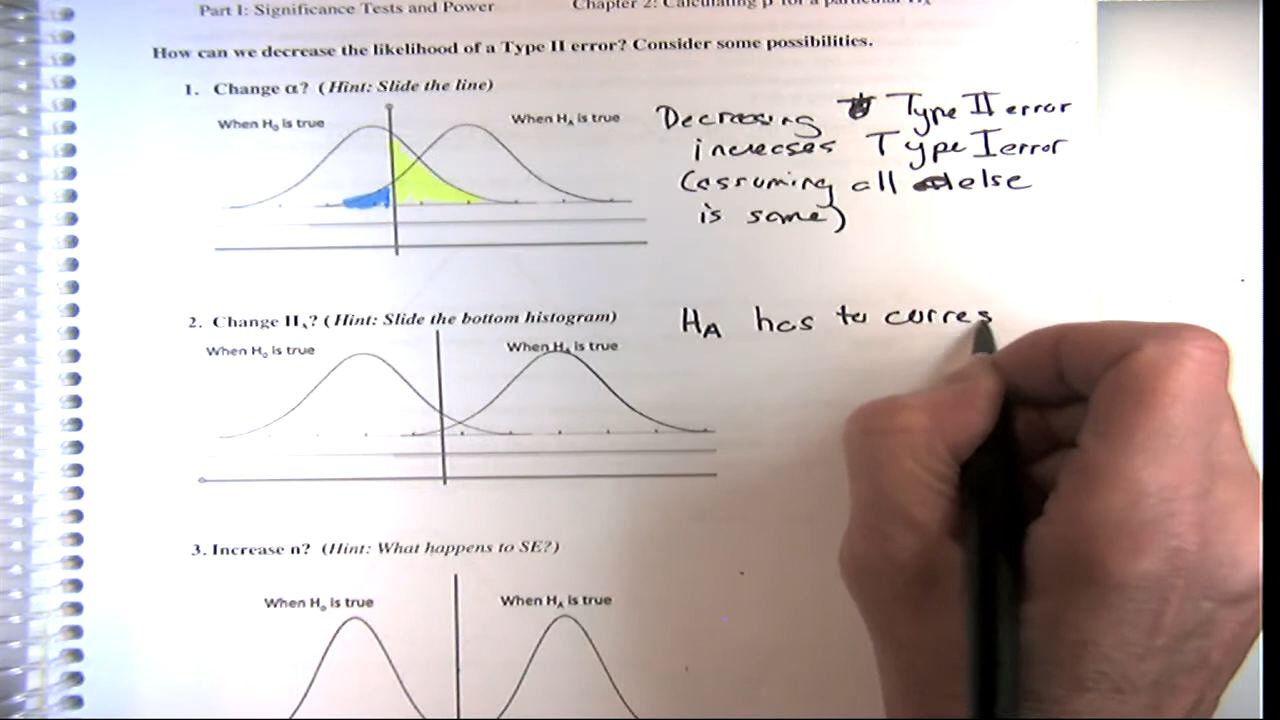 Part I: Significance Tests and Power Chapter 2: Calculating β for a particular Hₐ
How can we decrease the likelihood of a Type II error? Consider some possibilities.
1. Change α? (Hint: Slide the line)
When H₀ is true When Hₐ is true
Decreasing Type II error
increases Type I error
(assuming all else
is same)
2. Change Hₐ? (Hint: Slide the bottom histogram)
When H₀ is true When Hₐ is true
HA has to corres
3. Increase n? (Hint: What happens to SE?)
When H₀ is true When Hₐ is true